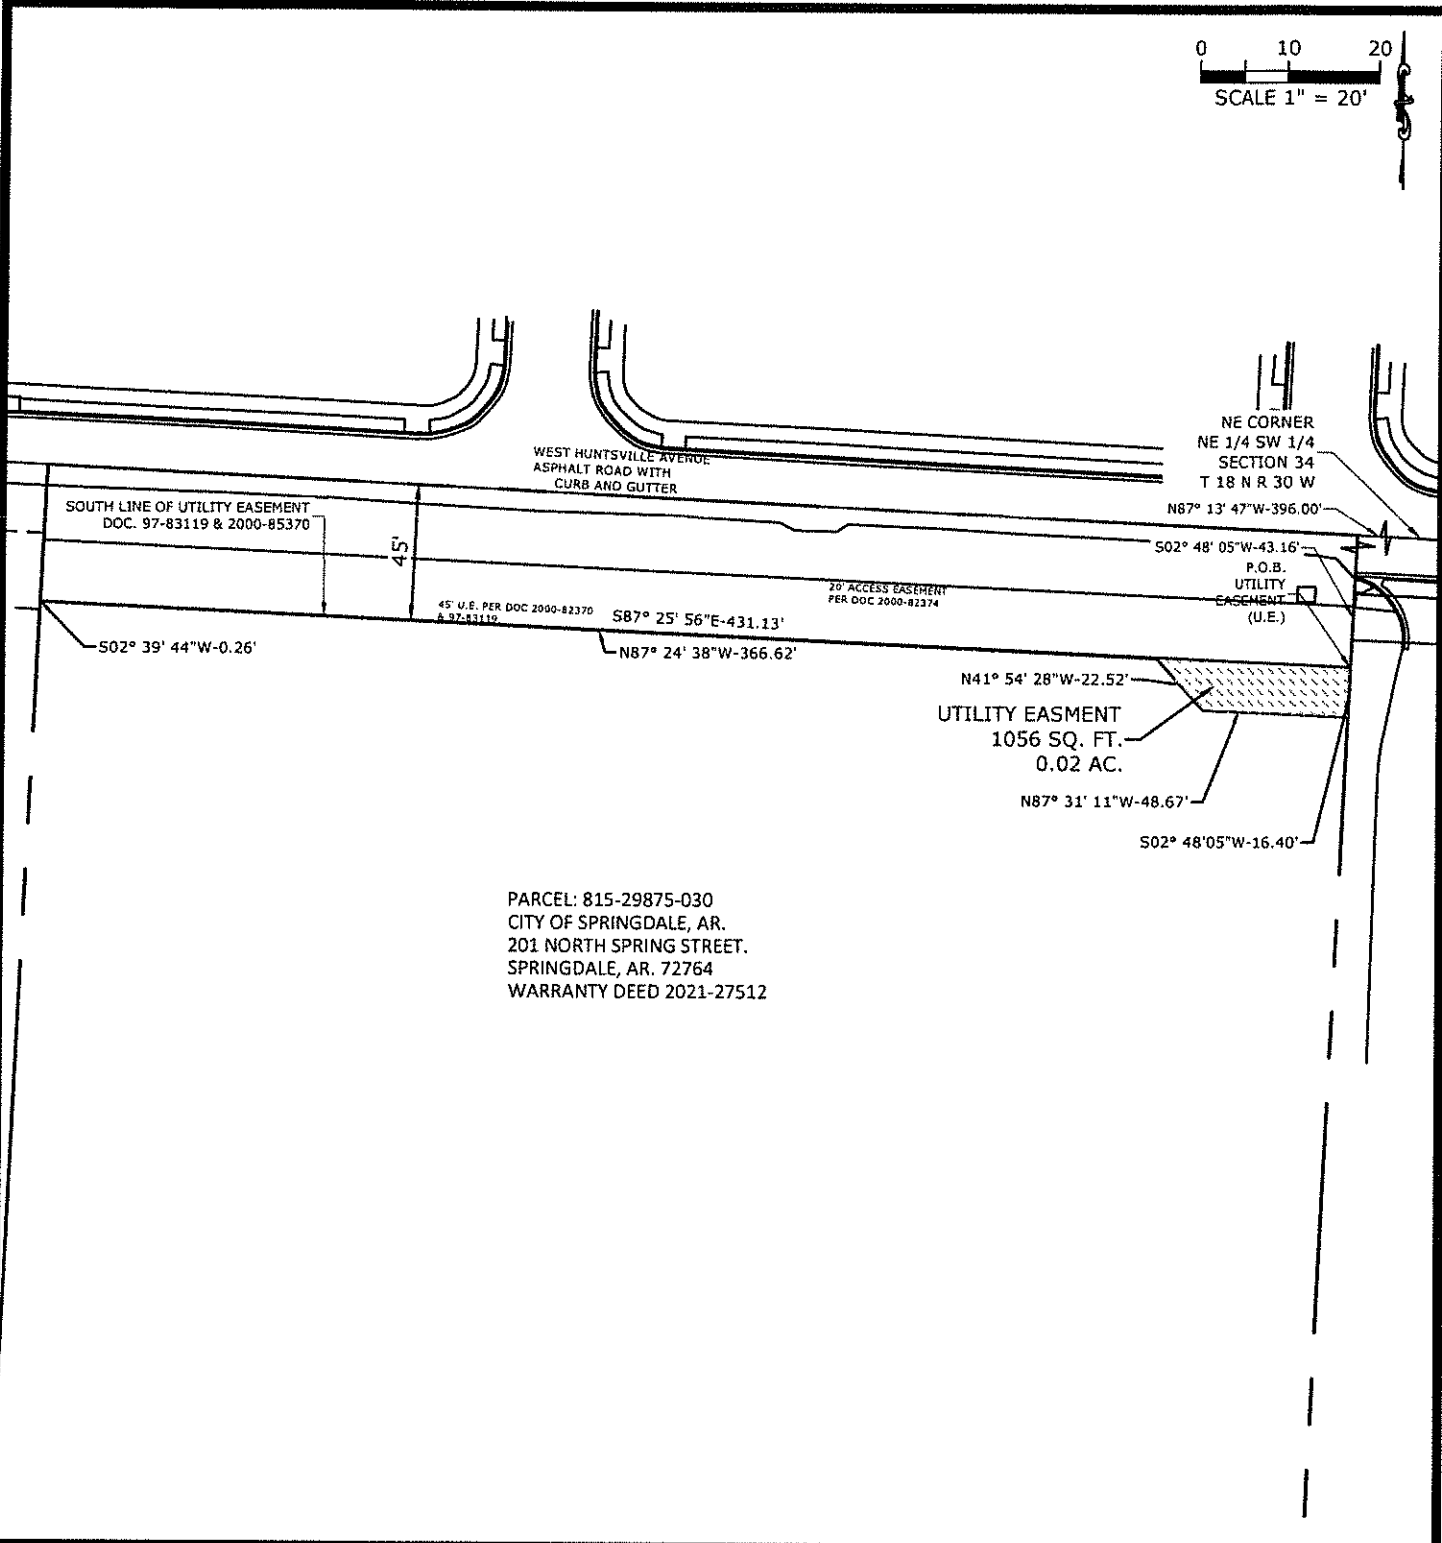 0 10 20
SCALE 1" = 20'
NE CORNER
NE 1/4 SW 1/4
SECTION 34
T 18 N R 30 W
WEST HUNTSVILLE AVENUE
ASPHALT ROAD WITH
CURB AND GUTTER
SOUTH LINE OF UTILITY EASEMENT
DOC. 97-83119 & 2000-85370
N87° 13' 47"W-396.00'
S02° 48' 05"W-43.16'
P.O.B.
UTILITY
EASEMENT
(U.E.)
45'
20' ACCESS EASEMENT
PER DOC 2000-82374
45' U.E. PER DOC 2000-82370
& 97-83119
S87° 25' 56"E-431.13'
S02° 39' 44"W-0.26'
N87° 24' 38"W-366.62'
N41° 54' 28"W-22.52'
UTILITY EASMENT
1056 SQ. FT.
0.02 AC.
N87° 31' 11"W-48.67'
S02° 48'05"W-16.40'
PARCEL: 815-29875-030
CITY OF SPRINGDALE, AR.
201 NORTH SPRING STREET.
SPRINGDALE, AR. 72764
WARRANTY DEED 2021-27512